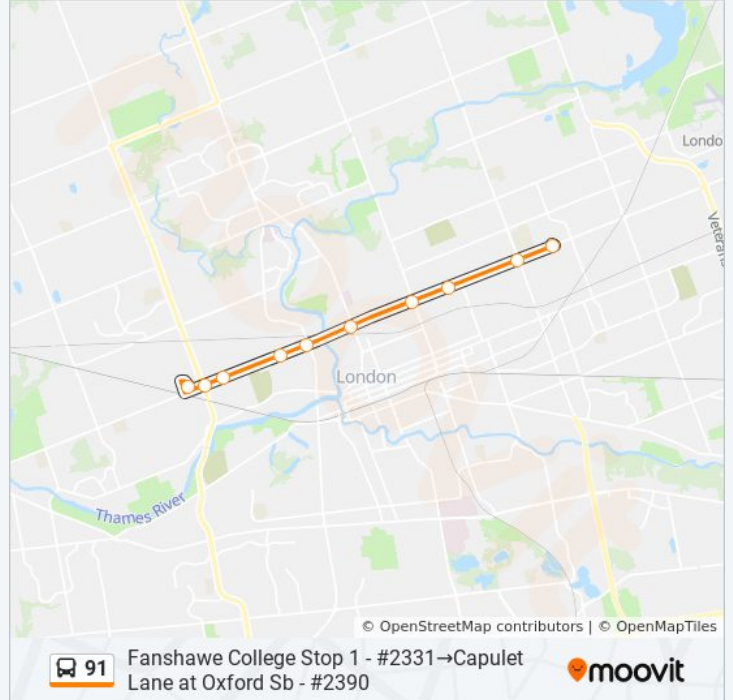 Londo
Veterans
London
Thames River
© OpenStreetMap contributors | © OpenMapTiles
91
Fanshawe College Stop 1 - #2331→Capulet
Lane at Oxford Sb - #2390
moovit